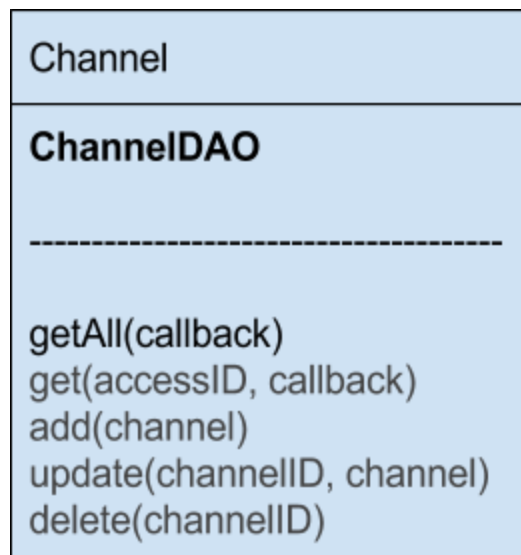 Channel
ChannelDAO
--------------------------------------
getAll(callback)
get(accessID, callback)
add(channel)
update(channelID, channel)
delete(channelID)